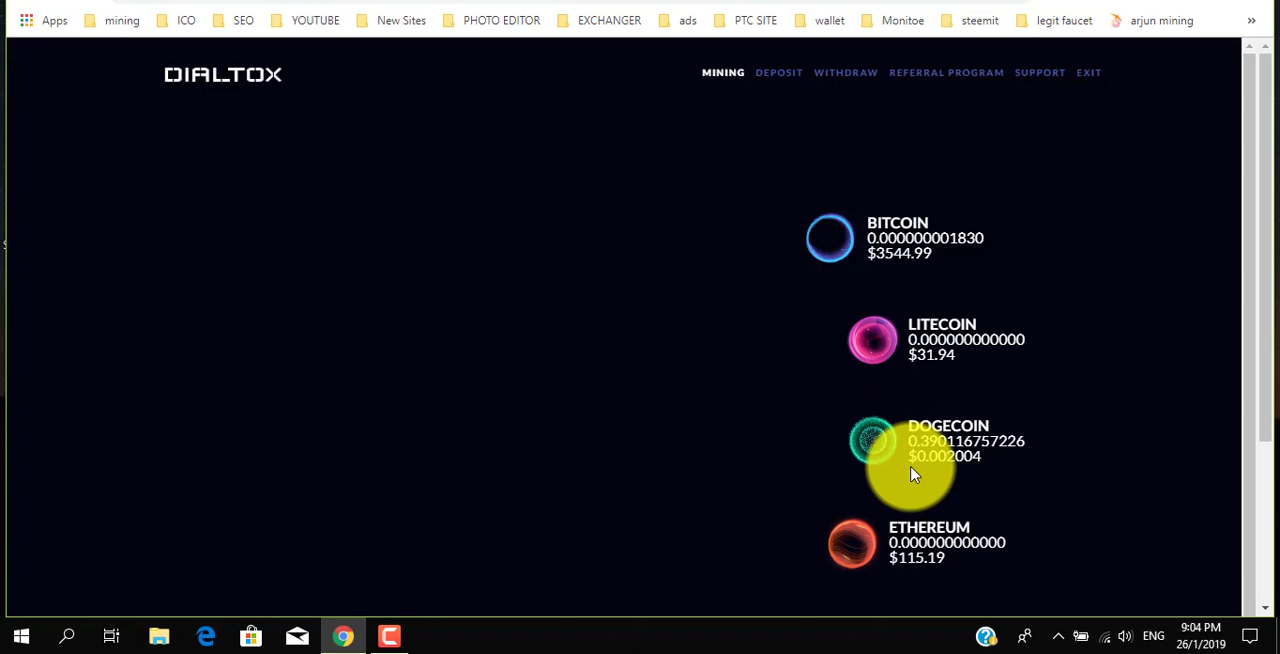 Apps mining ICO SEO YOUTUBE New Sites PHOTO EDITOR EXCHANGER ads PTC SITE wallet Monitoe steemit legit faucet arjun mining »
DIALTOX
MINING DEPOSIT WITHDRAW REFERRAL PROGRAM SUPPORT EXIT
BITCOIN
0.000000001830
$3544.99
LITECOIN
0.000000000000
$31.94
DOGECOIN
0.390116757226
$0.002004
ETHEREUM
0.000000000000
$115.19
ENG
9:04 PM
26/1/2019